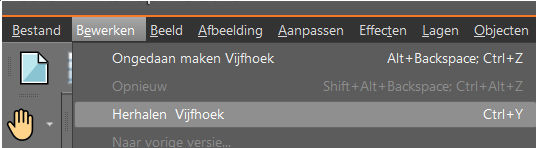 Bestand Bewerken Beeld Afbeelding Aanpassen Effecten Lagen Objecten
Ongedaan maken Vijfhoek Alt+Backspace; Ctrl+Z
Opnieuw Shift+Alt+Backspace; Ctrl+Alt+Z
Herhalen Vijfhoek Ctrl+Y
Naar vorige versie...